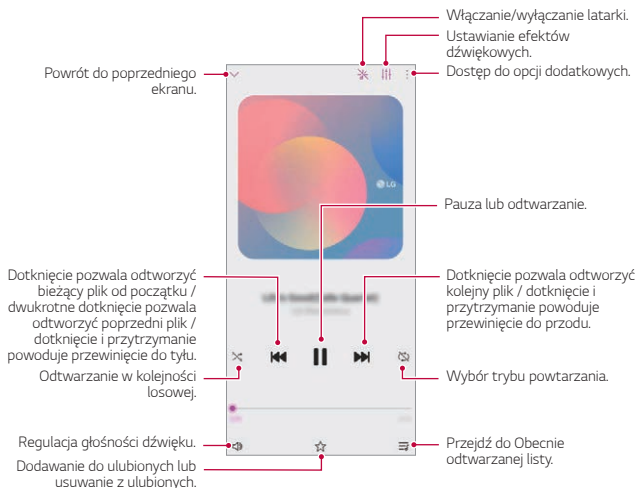 Włączanie/wyłączanie latarki.
Ustawianie efektów
dźwiękowych.
Dostęp do opcji dodatkowych.
Powrót do poprzedniego
ekranu.
LG
Pauza lub odtwarzanie.
Dotknięcie pozwala odtworzyć
bieżący plik od początku /
dwukrotne dotknięcie pozwala
odtworzyć poprzedni plik /
dotknięcie i przytrzymanie
powoduje przewinięcie do tyłu.
Dotknięcie pozwala odtworzyć
kolejny plik / dotknięcie i
przytrzymanie powoduje
przewinięcie do przodu.
Odtwarzanie w kolejności
losowej.
Wybór trybu powtarzania.
Regulacja głośności dźwięku.
Przejdź do Obecnie
odtwarzanej listy.
Dodawanie do ulubionych lub
usuwanie z ulubionych.